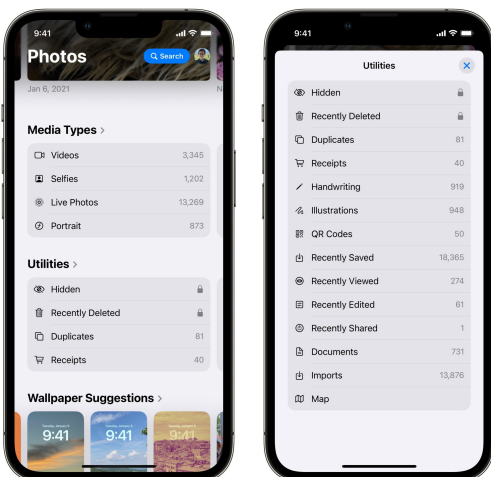 9:41
Photos
Search
Jan 6, 2021
N
Media Types >
Videos 3,345
Selfies 1,202
Live Photos 13,269
Portrait 873
Utilities >
Hidden
Recently Deleted
Duplicates 81
Receipts 40
Wallpaper Suggestions >
9:41
9:41
9:41
9:41
Utilities
Hidden
Recently Deleted
Duplicates 81
Receipts 40
Handwriting 919
Illustrations 948
QR Codes 50
Recently Saved 18,365
Recently Viewed 274
Recently Edited 61
Recently Shared 1
Documents 731
Imports 13,876
Map